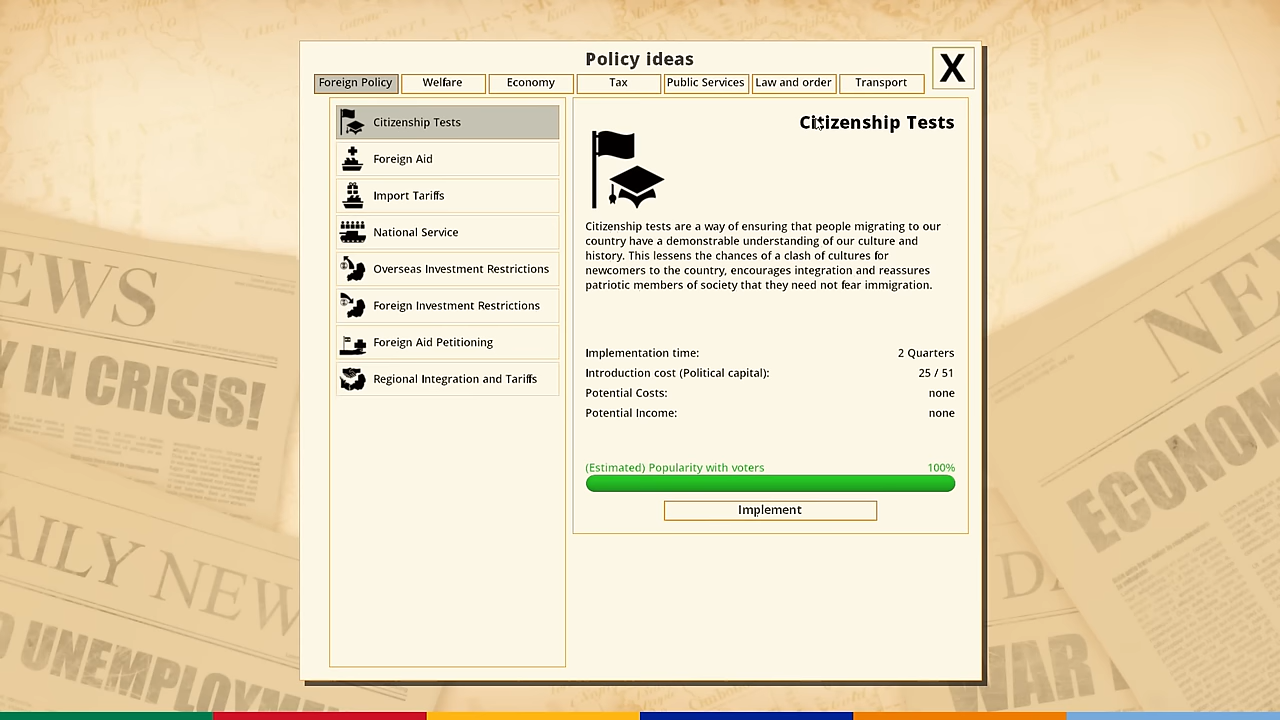 Policy ideas
X
Foreign Policy
Welfare
Economy
Tax
Public Services
Law and order
Transport
Citizenship Tests
Foreign Aid
Import Tariffs
National Service
Overseas Investment Restrictions
Foreign Investment Restrictions
Foreign Aid Petitioning
Regional Integration and Tariffs
Citizenship Tests
Citizenship tests are a way of ensuring that people migrating to our
country have a demonstrable understanding of our culture and
history. This lessens the chances of a clash of cultures for
newcomers to the country, encourages integration and reassures
patriotic members of society that they need not fear immigration.
Implementation time: 2 Quarters
Introduction cost (Political capital): 25 / 51
Potential Costs: none
Potential Income: none
(Estimated) Popularity with voters 100%
Implement
EWS
Y IN CRISIS!
AILY NEW
UNEMPLOYM
NE
ECONOM
DA
WAR